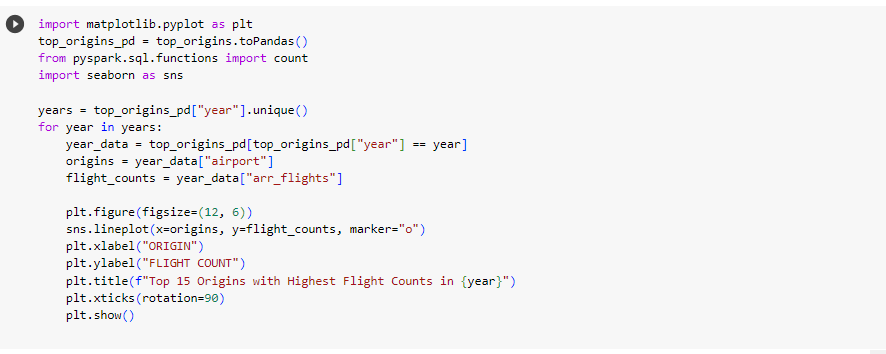 import matplotlib.pyplot as plt
top_origins_pd = top_origins.toPandas()
from pyspark.sql.functions import count
import seaborn as sns

years = top_origins_pd["year"].unique()
for year in years:
    year_data = top_origins_pd[top_origins_pd["year"] == year]
    origins = year_data["airport"]
    flight_counts = year_data["arr_flights"]

    plt.figure(figsize=(12, 6))
    sns.lineplot(x=origins, y=flight_counts, marker="o")
    plt.xlabel("ORIGIN")
    plt.ylabel("FLIGHT COUNT")
    plt.title(f"Top 15 Origins with Highest Flight Counts in {year}")
    plt.xticks(rotation=90)
    plt.show()